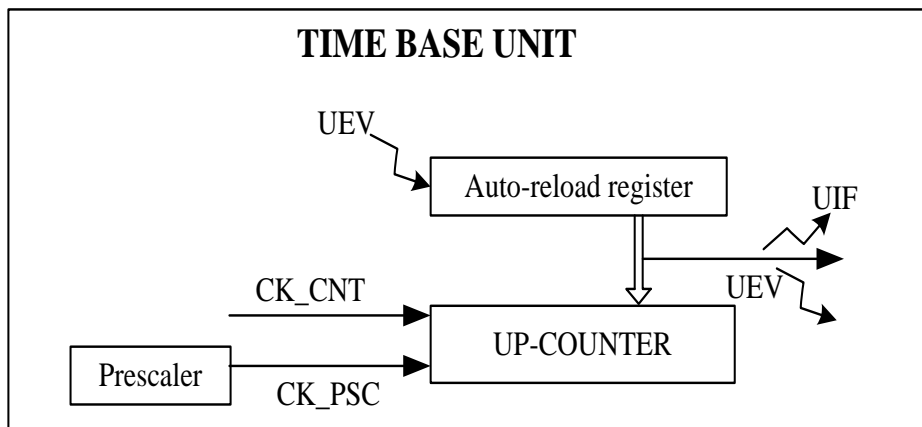 TIME BASE UNIT
UEV
Auto-reload register
UIF
UEV
CK_CNT
UP-COUNTER
Prescaler
CK_PSC